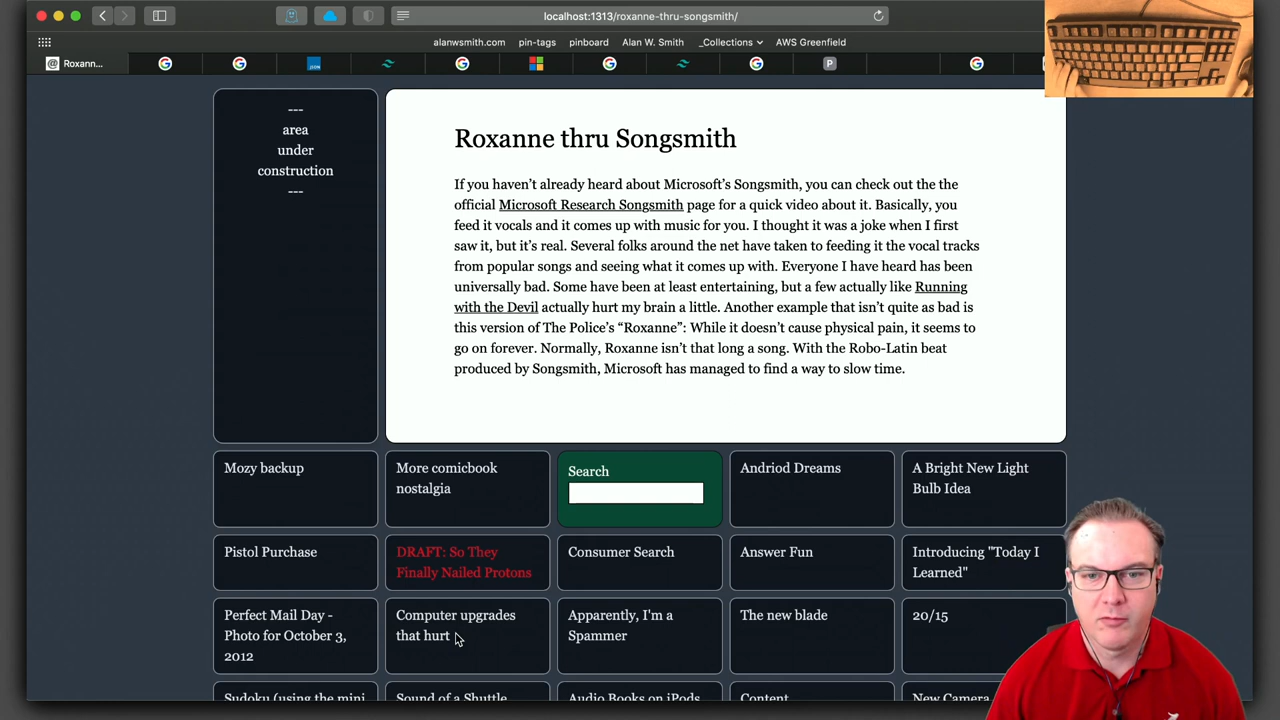 localhost:1313/roxanne-thru-songsmith/
alanwsmith.com pin-tags pinboard Alan W. Smith _Collections AWS Greenfield
Roxann...
---
area
under
construction
---
Roxanne thru Songsmith
If you haven’t already heard about Microsoft’s Songsmith, you can check out the the
official Microsoft Research Songsmith page for a quick video about it. Basically, you
feed it vocals and it comes up with music for you. I thought it was a joke when I first
saw it, but it’s real. Several folks around the net have taken to feeding it the vocal tracks
from popular songs and seeing what it comes up with. Everyone I have heard has been
universally bad. Some have been at least entertaining, but a few actually like Running
with the Devil actually hurt my brain a little. Another example that isn’t quite as bad is
this version of The Police’s “Roxanne”: While it doesn’t cause physical pain, it seems to
go on forever. Normally, Roxanne isn’t that long a song. With the Robo-Latin beat
produced by Songsmith, Microsoft has managed to find a way to slow time.
Mozy backup
More comicbook
nostalgia
Search
Andriod Dreams
A Bright New Light
Bulb Idea
Pistol Purchase
DRAFT: So They
Finally Nailed Protons
Consumer Search
Answer Fun
Introducing "Today I
Learned"
Perfect Mail Day -
Photo for October 3,
2012
Computer upgrades
that hurt
Apparently, I'm a
Spammer
The new blade
20/15
Sudoku (using the mini
Sound of a Shuttle
Audio Books on iPods
Content
New Camera